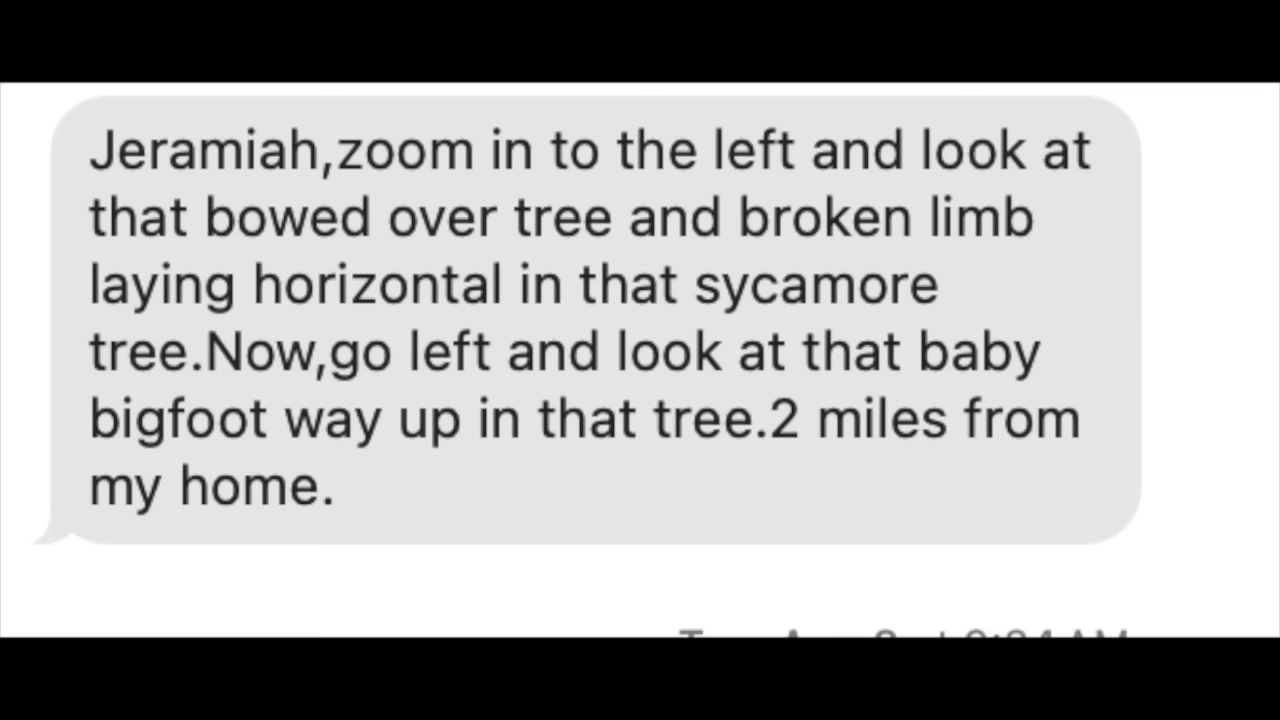 Jeramiah,zoom in to the left and look at
that bowed over tree and broken limb
laying horizontal in that sycamore
tree.Now,go left and look at that baby
bigfoot way up in that tree.2 miles from
my home.